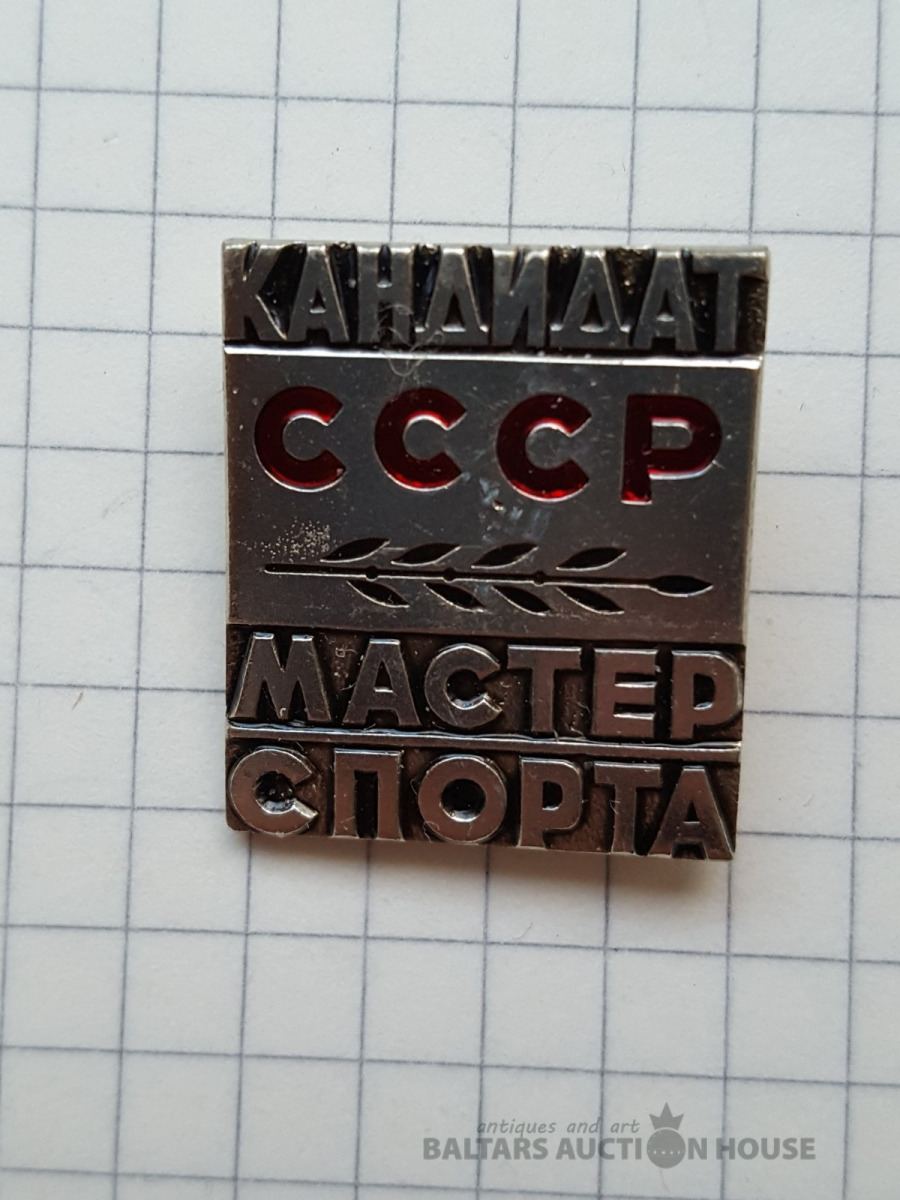 КАНДИДАТ
СССР
МАСТЕР
СПОРТА
antiques and art
BALTARS AUCTION HOUSE